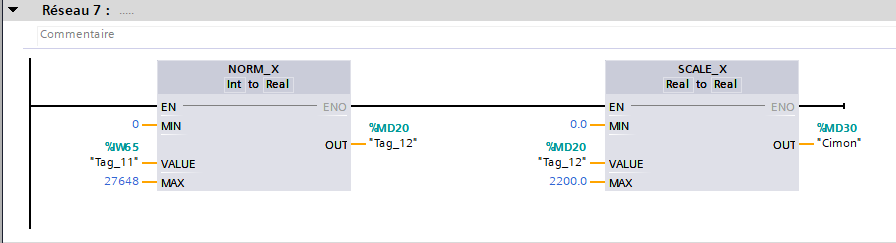 Réseau 7 : .....
Commentaire
NORM_X
Int to Real
EN
ENO
0
MIN
%IW65
"Tag_11"
VALUE
27648
MAX
OUT
%MD20
"Tag_12"
SCALE_X
Real to Real
EN
ENO
0.0
MIN
%MD20
"Tag_12"
VALUE
2200.0
MAX
OUT
%MD30
"Cimon"